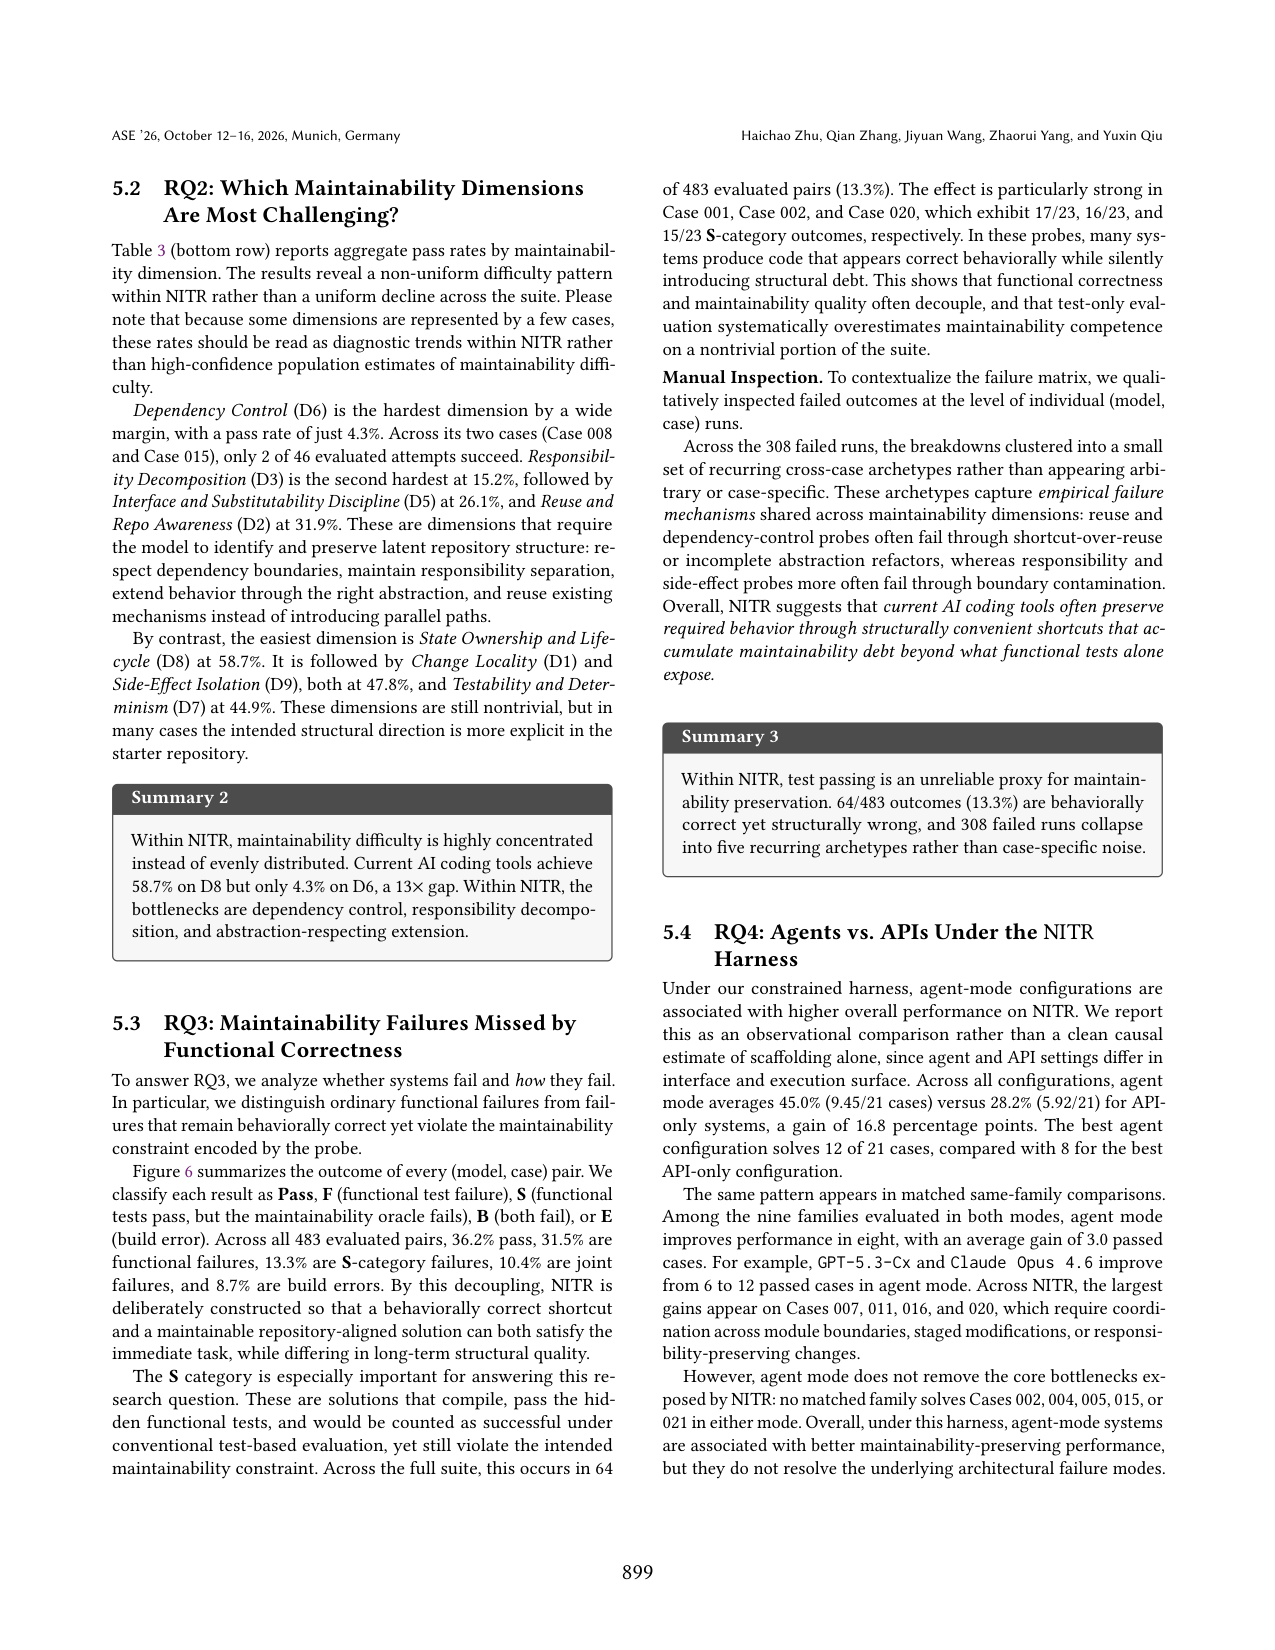 ASE ’26, October 12–16, 2026, Munich, Germany
Haichao Zhu, Qian Zhang, Jiyuan Wang, Zhaorui Yang, and Yuxin Qiu
5.2 RQ2: Which Maintainability Dimensions
Are Most Challenging?
Table 3 (bottom row) reports aggregate pass rates by maintainabil-
ity dimension. The results reveal a non-uniform difficulty pattern
within NITR rather than a uniform decline across the suite. Please
note that because some dimensions are represented by a few cases,
these rates should be read as diagnostic trends within NITR rather
than high-confidence population estimates of maintainability diffi-
culty.
Dependency Control (D6) is the hardest dimension by a wide
margin, with a pass rate of just 4.3%. Across its two cases (Case 008
and Case 015), only 2 of 46 evaluated attempts succeed. Responsibil-
ity Decomposition (D3) is the second hardest at 15.2%, followed by
Interface and Substitutability Discipline (D5) at 26.1%, and Reuse and
Repo Awareness (D2) at 31.9%. These are dimensions that require
the model to identify and preserve latent repository structure: re-
spect dependency boundaries, maintain responsibility separation,
extend behavior through the right abstraction, and reuse existing
mechanisms instead of introducing parallel paths.
By contrast, the easiest dimension is State Ownership and Life-
cycle (D8) at 58.7%. It is followed by Change Locality (D1) and
Side-Effect Isolation (D9), both at 47.8%, and Testability and Deter-
minism (D7) at 44.9%. These dimensions are still nontrivial, but in
many cases the intended structural direction is more explicit in the
starter repository.
Summary 2
Within NITR, maintainability difficulty is highly concentrated
instead of evenly distributed. Current AI coding tools achieve
58.7% on D8 but only 4.3% on D6, a 13× gap. Within NITR, the
bottlenecks are dependency control, responsibility decompo-
sition, and abstraction-respecting extension.
5.3 RQ3: Maintainability Failures Missed by
Functional Correctness
To answer RQ3, we analyze whether systems fail and how they fail.
In particular, we distinguish ordinary functional failures from fail-
ures that remain behaviorally correct yet violate the maintainability
constraint encoded by the probe.
Figure 6 summarizes the outcome of every (model, case) pair. We
classify each result as Pass, F (functional test failure), S (functional
tests pass, but the maintainability oracle fails), B (both fail), or E
(build error). Across all 483 evaluated pairs, 36.2% pass, 31.5% are
functional failures, 13.3% are S-category failures, 10.4% are joint
failures, and 8.7% are build errors. By this decoupling, NITR is
deliberately constructed so that a behaviorally correct shortcut
and a maintainable repository-aligned solution can both satisfy the
immediate task, while differing in long-term structural quality.
The S category is especially important for answering this re-
search question. These are solutions that compile, pass the hid-
den functional tests, and would be counted as successful under
conventional test-based evaluation, yet still violate the intended
maintainability constraint. Across the full suite, this occurs in 64
of 483 evaluated pairs (13.3%). The effect is particularly strong in
Case 001, Case 002, and Case 020, which exhibit 17/23, 16/23, and
15/23 S-category outcomes, respectively. In these probes, many sys-
tems produce code that appears correct behaviorally while silently
introducing structural debt. This shows that functional correctness
and maintainability quality often decouple, and that test-only eval-
uation systematically overestimates maintainability competence
on a nontrivial portion of the suite.
Manual Inspection. To contextualize the failure matrix, we quali-
tatively inspected failed outcomes at the level of individual (model,
case) runs.
Across the 308 failed runs, the breakdowns clustered into a small
set of recurring cross-case archetypes rather than appearing arbi-
trary or case-specific. These archetypes capture empirical failure
mechanisms shared across maintainability dimensions: reuse and
dependency-control probes often fail through shortcut-over-reuse
or incomplete abstraction refactors, whereas responsibility and
side-effect probes more often fail through boundary contamination.
Overall, NITR suggests that current AI coding tools often preserve
required behavior through structurally convenient shortcuts that ac-
cumulate maintainability debt beyond what functional tests alone
expose.
Summary 3
Within NITR, test passing is an unreliable proxy for maintain-
ability preservation. 64/483 outcomes (13.3%) are behaviorally
correct yet structurally wrong, and 308 failed runs collapse
into five recurring archetypes rather than case-specific noise.
5.4 RQ4: Agents vs. APIs Under the NITR
Harness
Under our constrained harness, agent-mode configurations are
associated with higher overall performance on NITR. We report
this as an observational comparison rather than a clean causal
estimate of scaffolding alone, since agent and API settings differ in
interface and execution surface. Across all configurations, agent
mode averages 45.0% (9.45/21 cases) versus 28.2% (5.92/21) for API-
only systems, a gain of 16.8 percentage points. The best agent
configuration solves 12 of 21 cases, compared with 8 for the best
API-only configuration.
The same pattern appears in matched same-family comparisons.
Among the nine families evaluated in both modes, agent mode
improves performance in eight, with an average gain of 3.0 passed
cases. For example, GPT-5.3-Cx and Claude Opus 4.6 improve
from 6 to 12 passed cases in agent mode. Across NITR, the largest
gains appear on Cases 007, 011, 016, and 020, which require coordi-
nation across module boundaries, staged modifications, or responsi-
bility-preserving changes.
However, agent mode does not remove the core bottlenecks ex-
posed by NITR: no matched family solves Cases 002, 004, 005, 015, or
021 in either mode. Overall, under this harness, agent-mode systems
are associated with better maintainability-preserving performance,
but they do not resolve the underlying architectural failure modes.
899